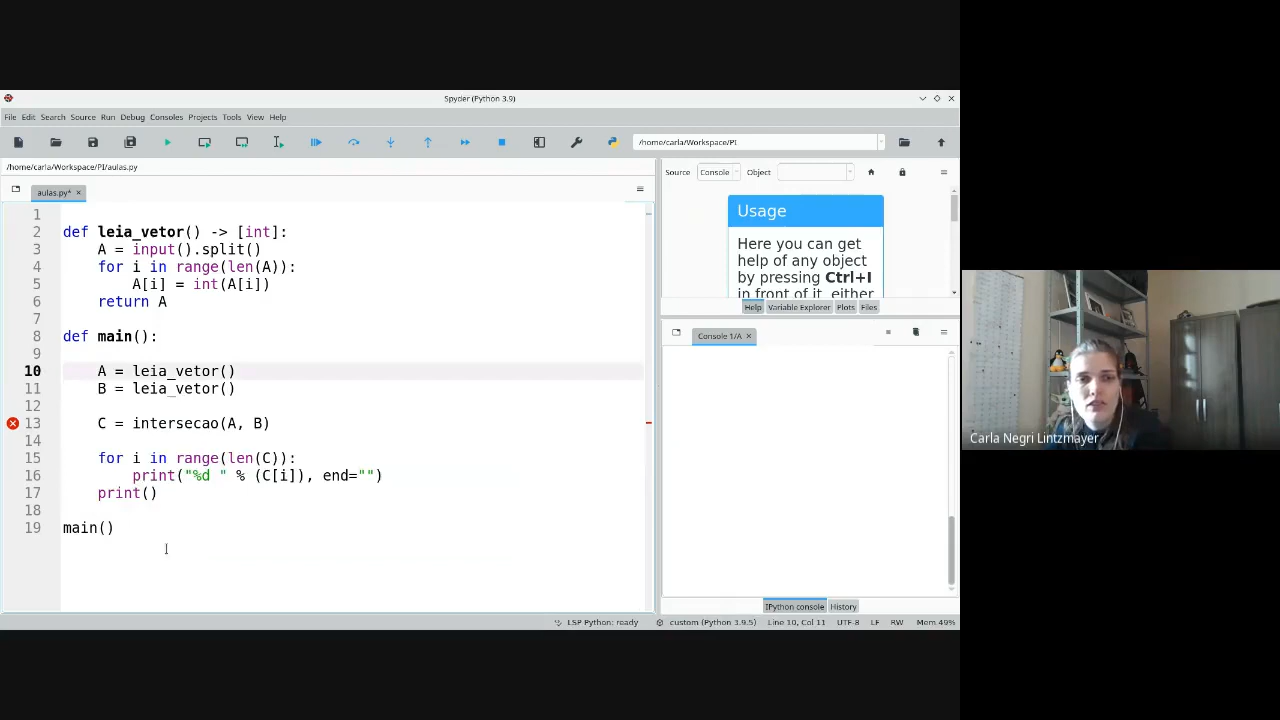 Spyder (Python 3.9)
File Edit Search Source Run Debug Consoles Projects Tools View Help
/home/carla/Workspace/PI
/home/carla/Workspace/PI/aulas.py
aulas.py*
1
2 def leia_vetor() -> [int]:
3 A = input().split()
4 for i in range(len(A)):
5 A[i] = int(A[i])
6 return A
7
8 def main():
9
10 A = leia_vetor()
11 B = leia_vetor()
12
13 C = intersecao(A, B)
14
15 for i in range(len(C)):
16 print("%d " % (C[i]), end="")
17 print()
18
19 main()
Source Console Object
Usage
Here you can get
help of any object
by pressing Ctrl+I
in front of it, either
Help Variable Explorer Plots Files
Console 1/A
IPython console History
LSP Python: ready custom (Python 3.9.5) Line 10, Col 11 UTF-8 LF RW Mem 49%
Carla Negri Lintzmayer